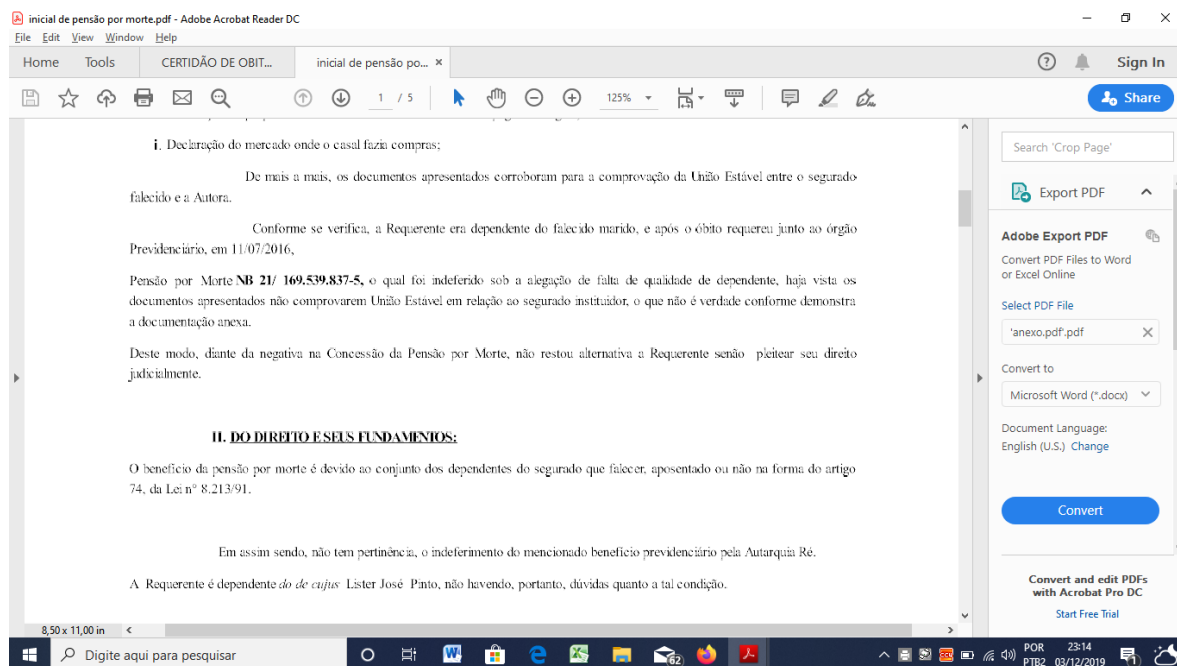 inicial de pensão por morte.pdf - Adobe Acrobat Reader DC
File Edit View Window Help
Home Tools CERTIDÃO DE OBIT... inicial de pensão po... × Sign In
1 / 5 125% Share
i. Declaração do mercado onde o casal fazia compras;
De mais a mais, os documentos apresentados corroboram para a comprovação da União Estável entre o segurado
falecido e a Autora.
Conforme se verifica, a Requerente era dependente do falecido marido, e após o óbito requereu junto ao órgão
Previdenciário, em 11/07/2016,
Pensão por Morte NB 21/ 169.539.837-5, o qual foi indeferido sob a alegação de falta de qualidade de dependente, haja vista os
documentos apresentados não comprovarem União Estável em relação ao segurado instituidor, o que não é verdade conforme demonstra
a documentação anexa.
Deste modo, diante da negativa na Concessão da Pensão por Morte, não restou alternativa a Requerente senão pleitear seu direito
judicialmente.
II. DO DIREITO E SEUS FUNDAMENTOS:
O benefício da pensão por morte é devido ao conjunto dos dependentes do segurado que falecer, aposentado ou não na forma do artigo
74, da Lei n° 8.213/91.
Em assim sendo, não tem pertinência, o indeferimento do mencionado benefício previdenciário pela Autarquia Ré.
A Requerente é dependente do de cujus Lister José Pinto, não havendo, portanto, dúvidas quanto a tal condição.
8,50 x 11,00 in
Search 'Crop Page'
Export PDF
Adobe Export PDF
Convert PDF Files to Word
or Excel Online
Select PDF File
'anexo.pdf'.pdf
Convert to
Microsoft Word (*.docx)
Document Language:
English (U.S.) Change
Convert
Convert and edit PDFs
with Acrobat Pro DC
Start Free Trial
Digite aqui para pesquisar
62
POR 23:14
PTB2 03/12/2019
1